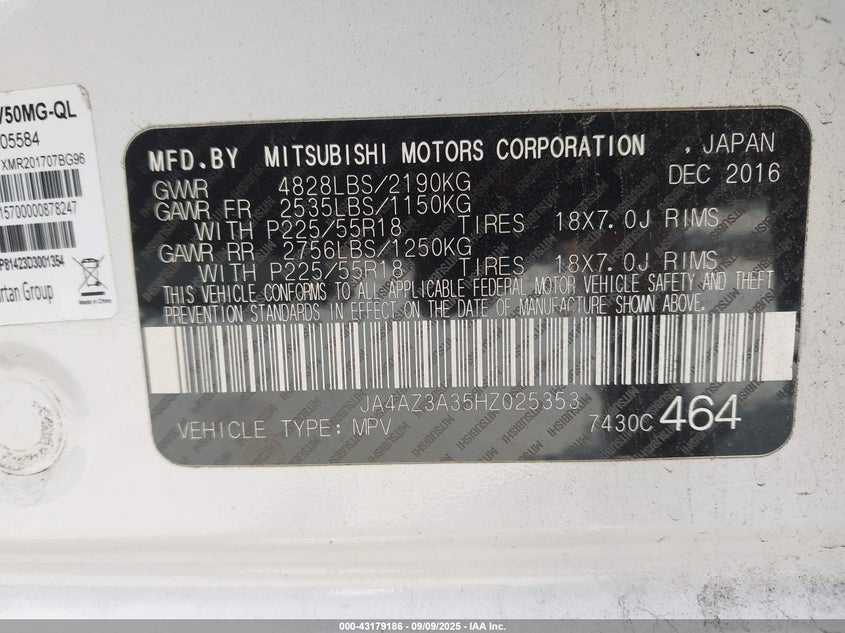 V50MG-QL
05584
XMR201707BG96
15700000878247
P81423D3001354
rtan Group
Made in China
MFD.BY MITSUBISHI MOTORS CORPORATION , JAPAN
GWWR 4828LBS/2190KG DEC 2016
GAWR FR 2535LBS/1150KG
WITH P225/55R18 TIRES 18X7.0J RIMS
GAWR RR 2756LBS/1250KG
WITH P225/55R18 TIRES 18X7.0J RIMS
THIS VEHICLE CONFORMS TO ALL APPLICABLE FEDERAL MOTOR VEHICLE SAFETY AND THEFT
PREVENTION STANDARDS IN EFFECT ON THE DATE OF MANUFACTURE SHOWN ABOVE.
JA4AZ3A35HZ025353
VEHICLE TYPE: MPV 7430C 464
000-43179186 - 09/09/2025 - IAA Inc.